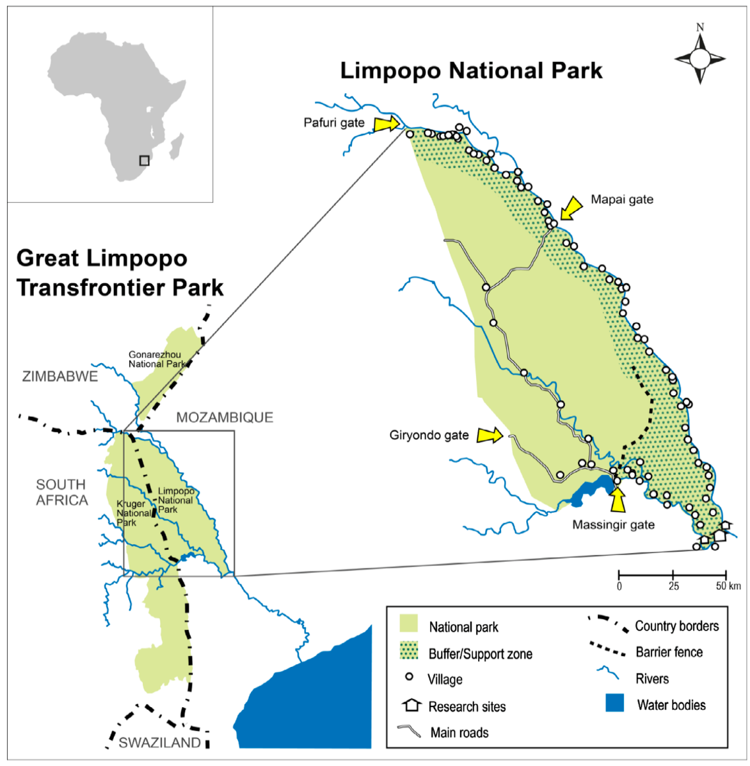 N
Limpopo National Park
Pafuri gate
Mapai gate
Great Limpopo
Transfrontier Park
Gonarezhou
National Park
ZIMBABWE
MOZAMBIQUE
Giryondo gate
SOUTH
AFRICA
Limpopo
National
Park
Kruger
National
Park
Massingir gate
0 25 50 km
National park
Buffer/Support zone
Village
Research sites
Main roads
Country borders
Barrier fence
Rivers
Water bodies
SWAZILAND